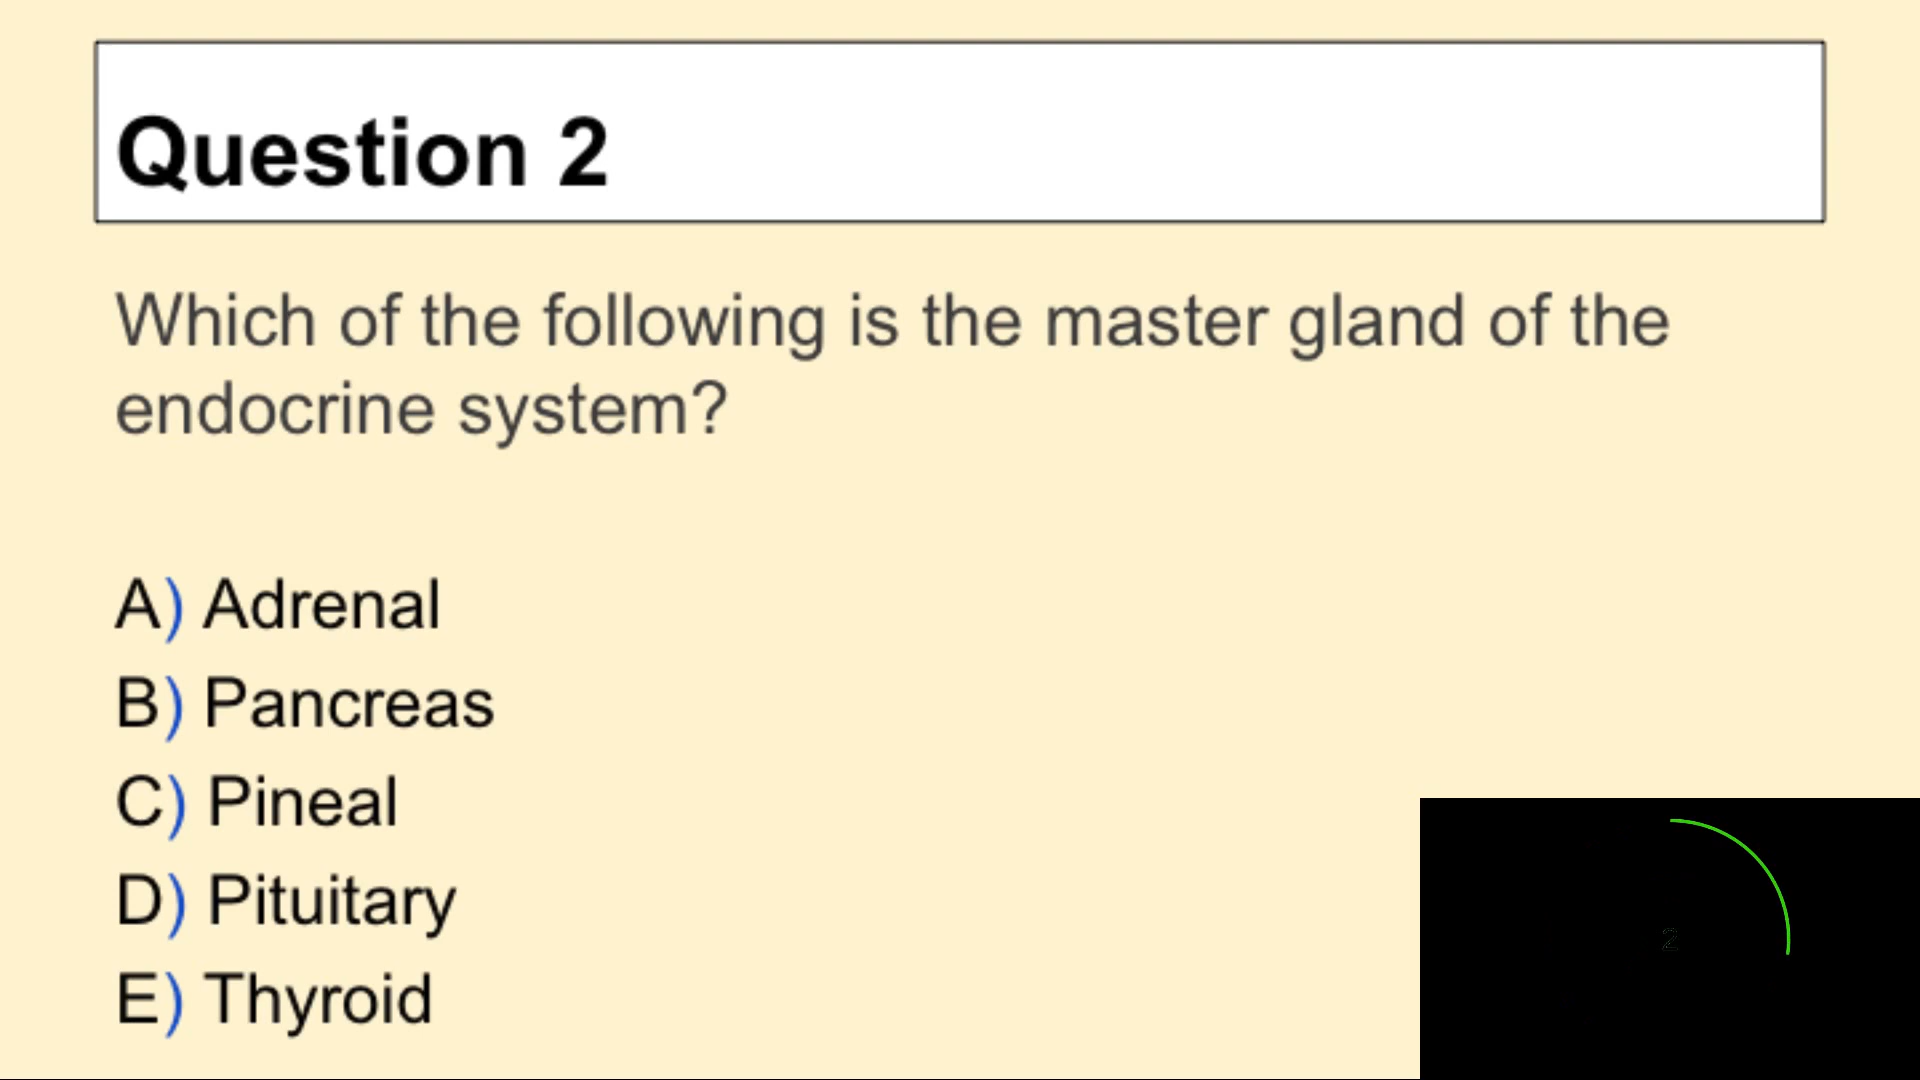 Question 2
Which of the following is the master gland of the
endocrine system?
A) Adrenal
B) Pancreas
C) Pineal
D) Pituitary
E) Thyroid
2